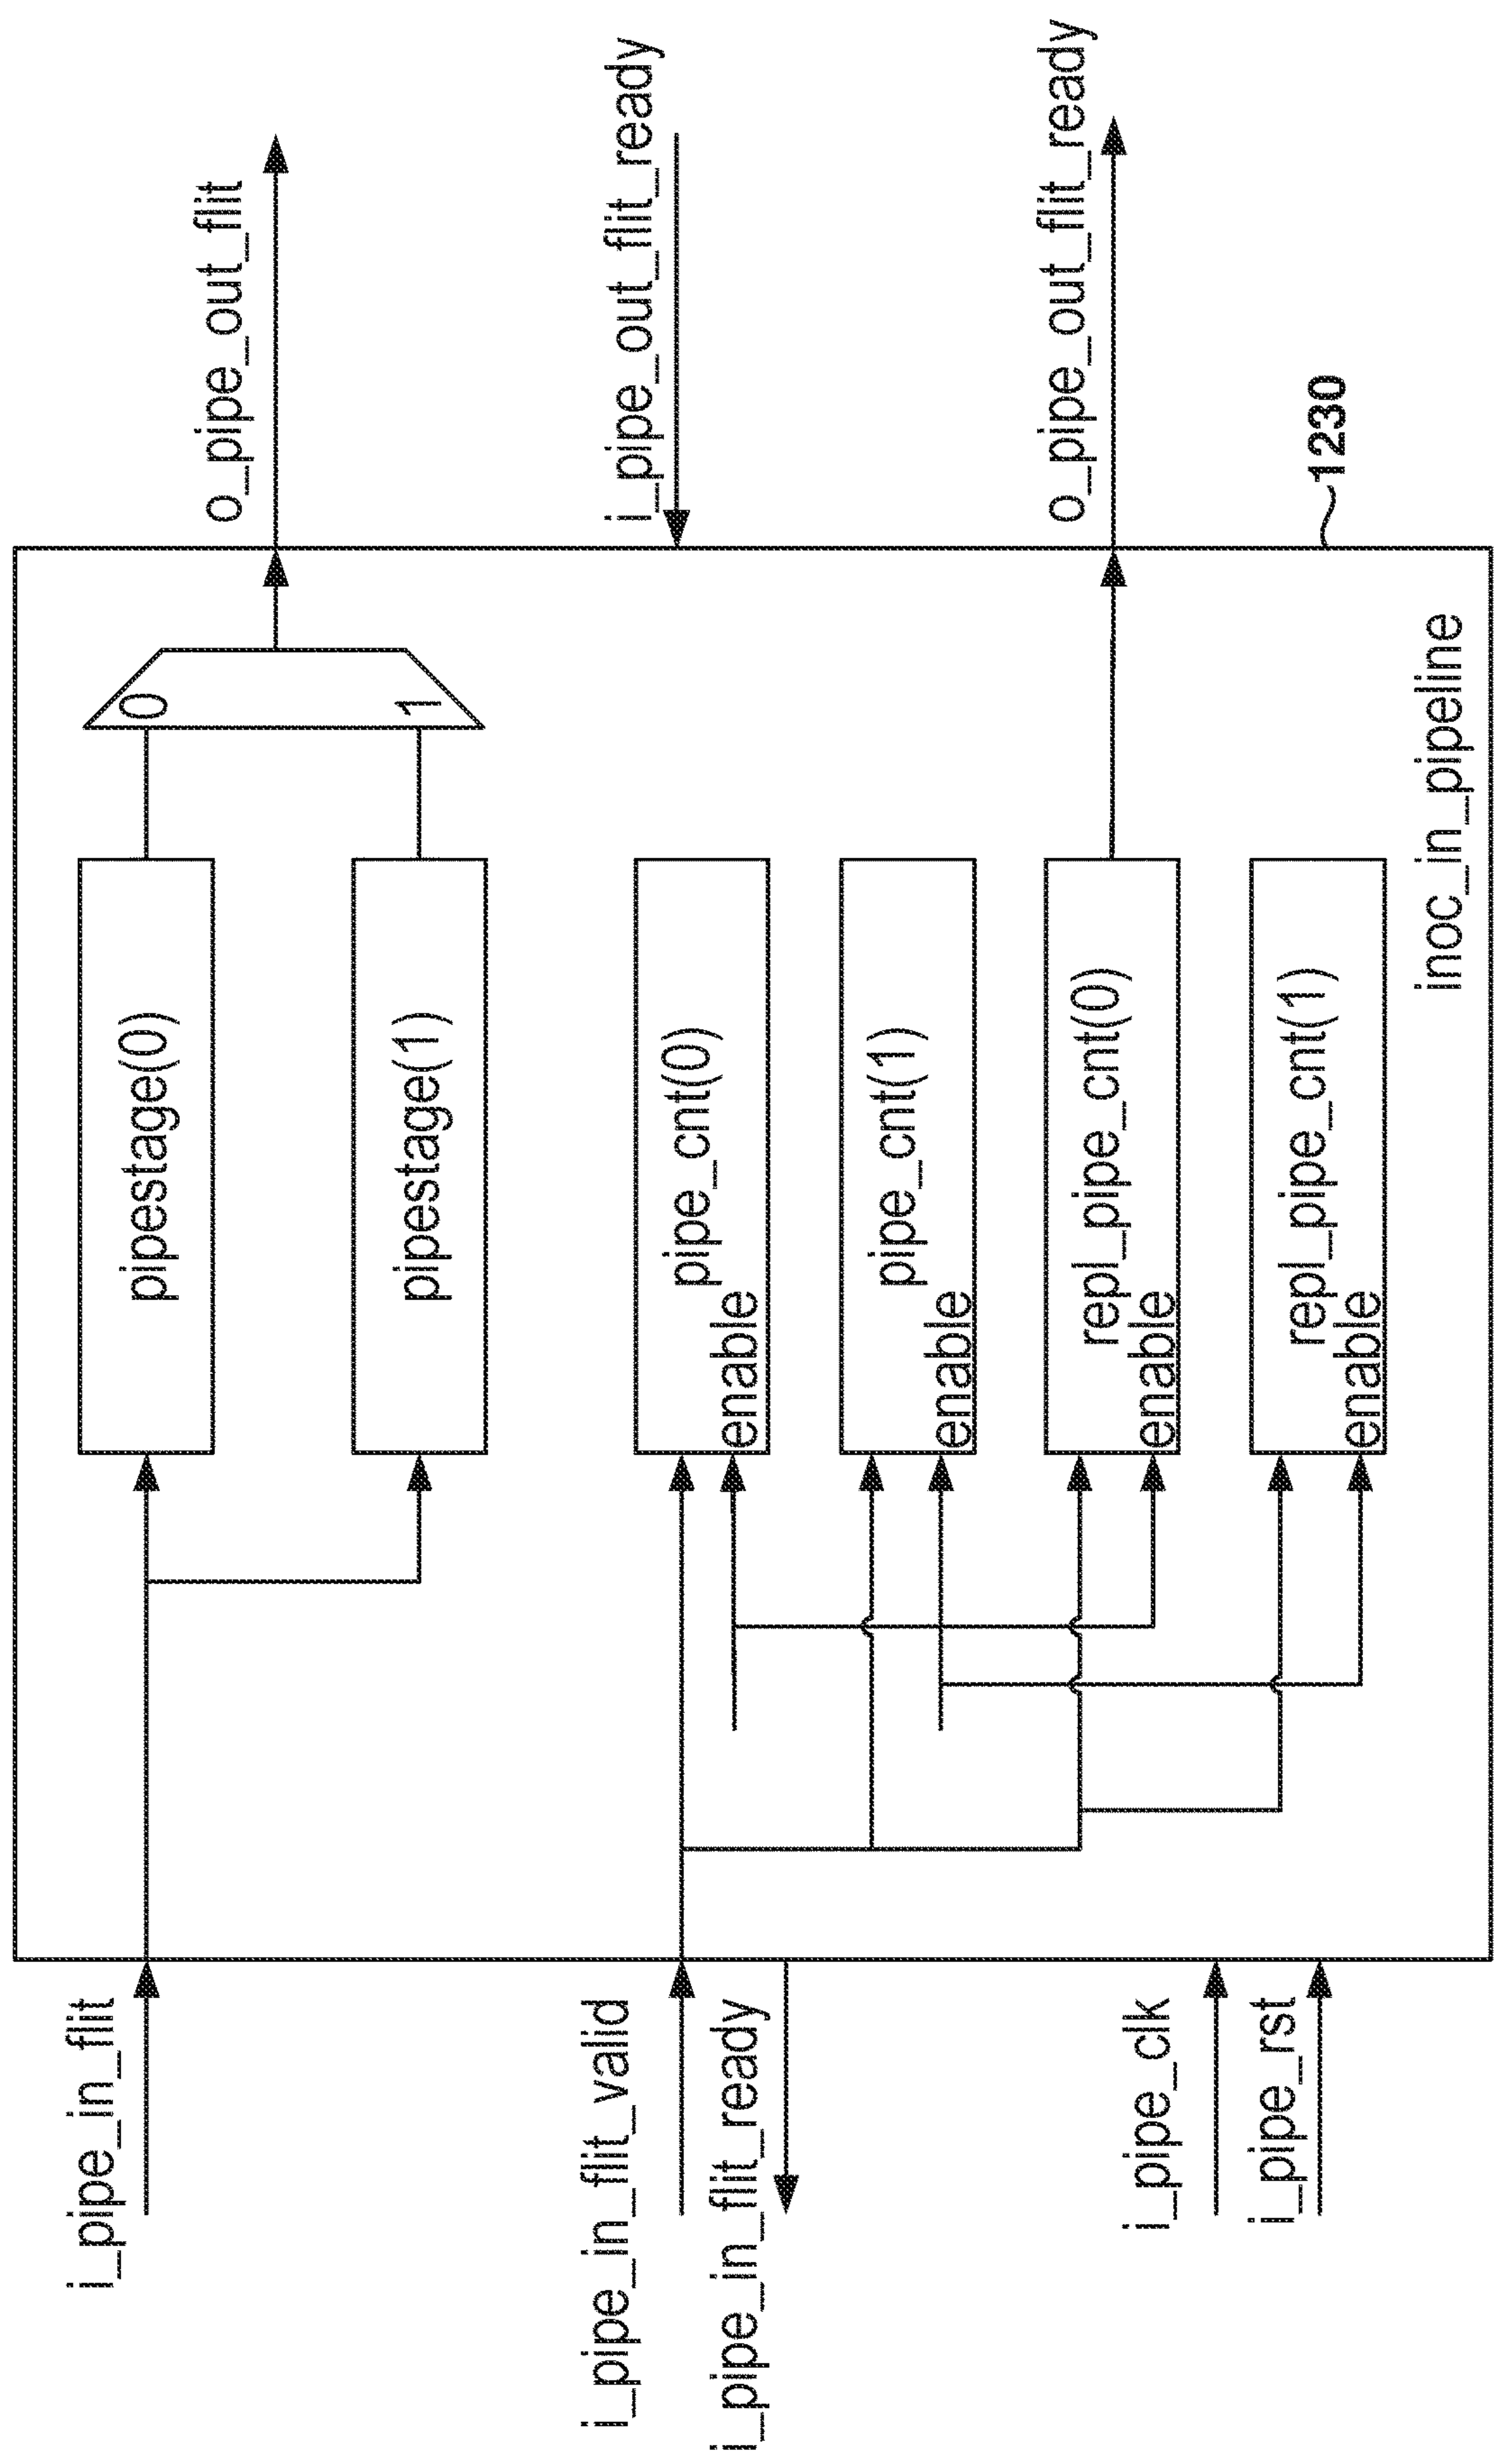 i_pipe_in_flit
i_pipe_in_flit_valid
i_pipe_in_flit_ready
i_pipe_clk
i_pipe_rst
pipestage(0)
pipestage(1)
pipe_cnt(0)
enable
pipe_cnt(1)
enable
repl_pipe_cnt(0)
enable
repl_pipe_cnt(1)
enable
0
1
inoc_in_pipeline
o_pipe_out_flit
i_pipe_out_flit_ready
o_pipe_out_flit_ready
1230